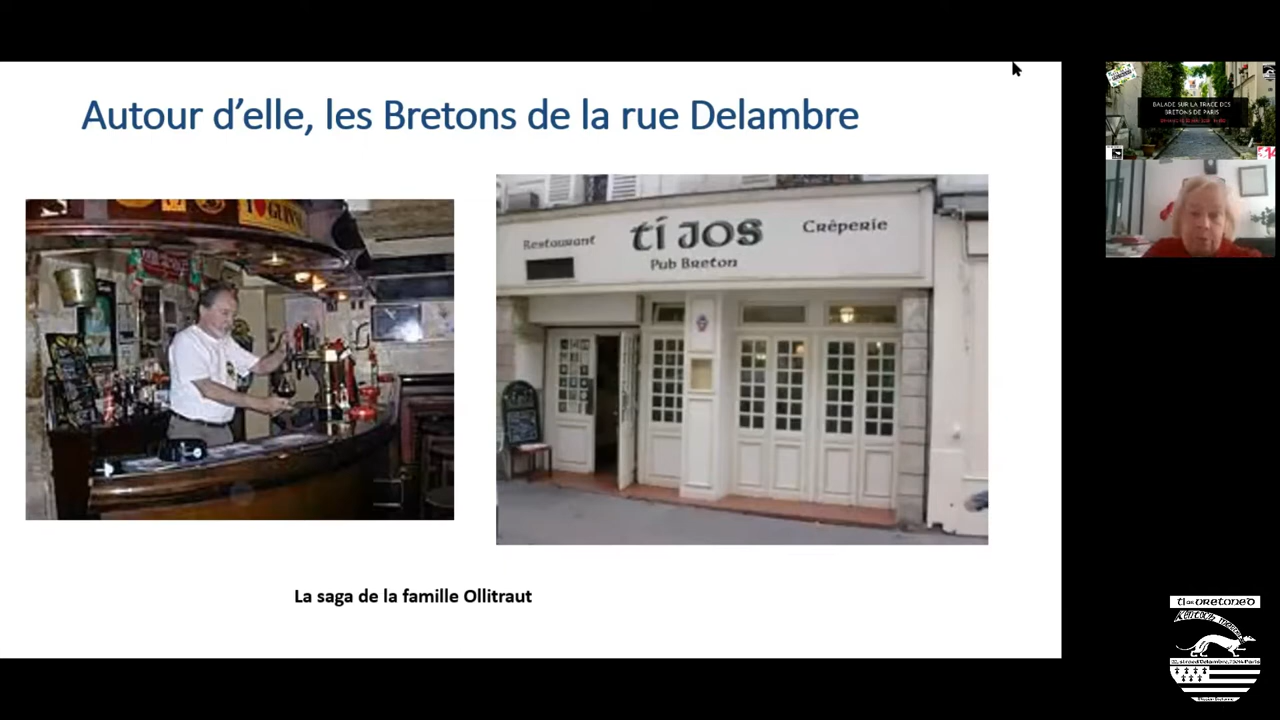 Autour d’elle, les Bretons de la rue Delambre
Restaurant
tí JOS
Crêperie
Pub Breton
La saga de la famille Ollitraut
BALADE SUR LA TRACE DES
BRETONS DE PARIS